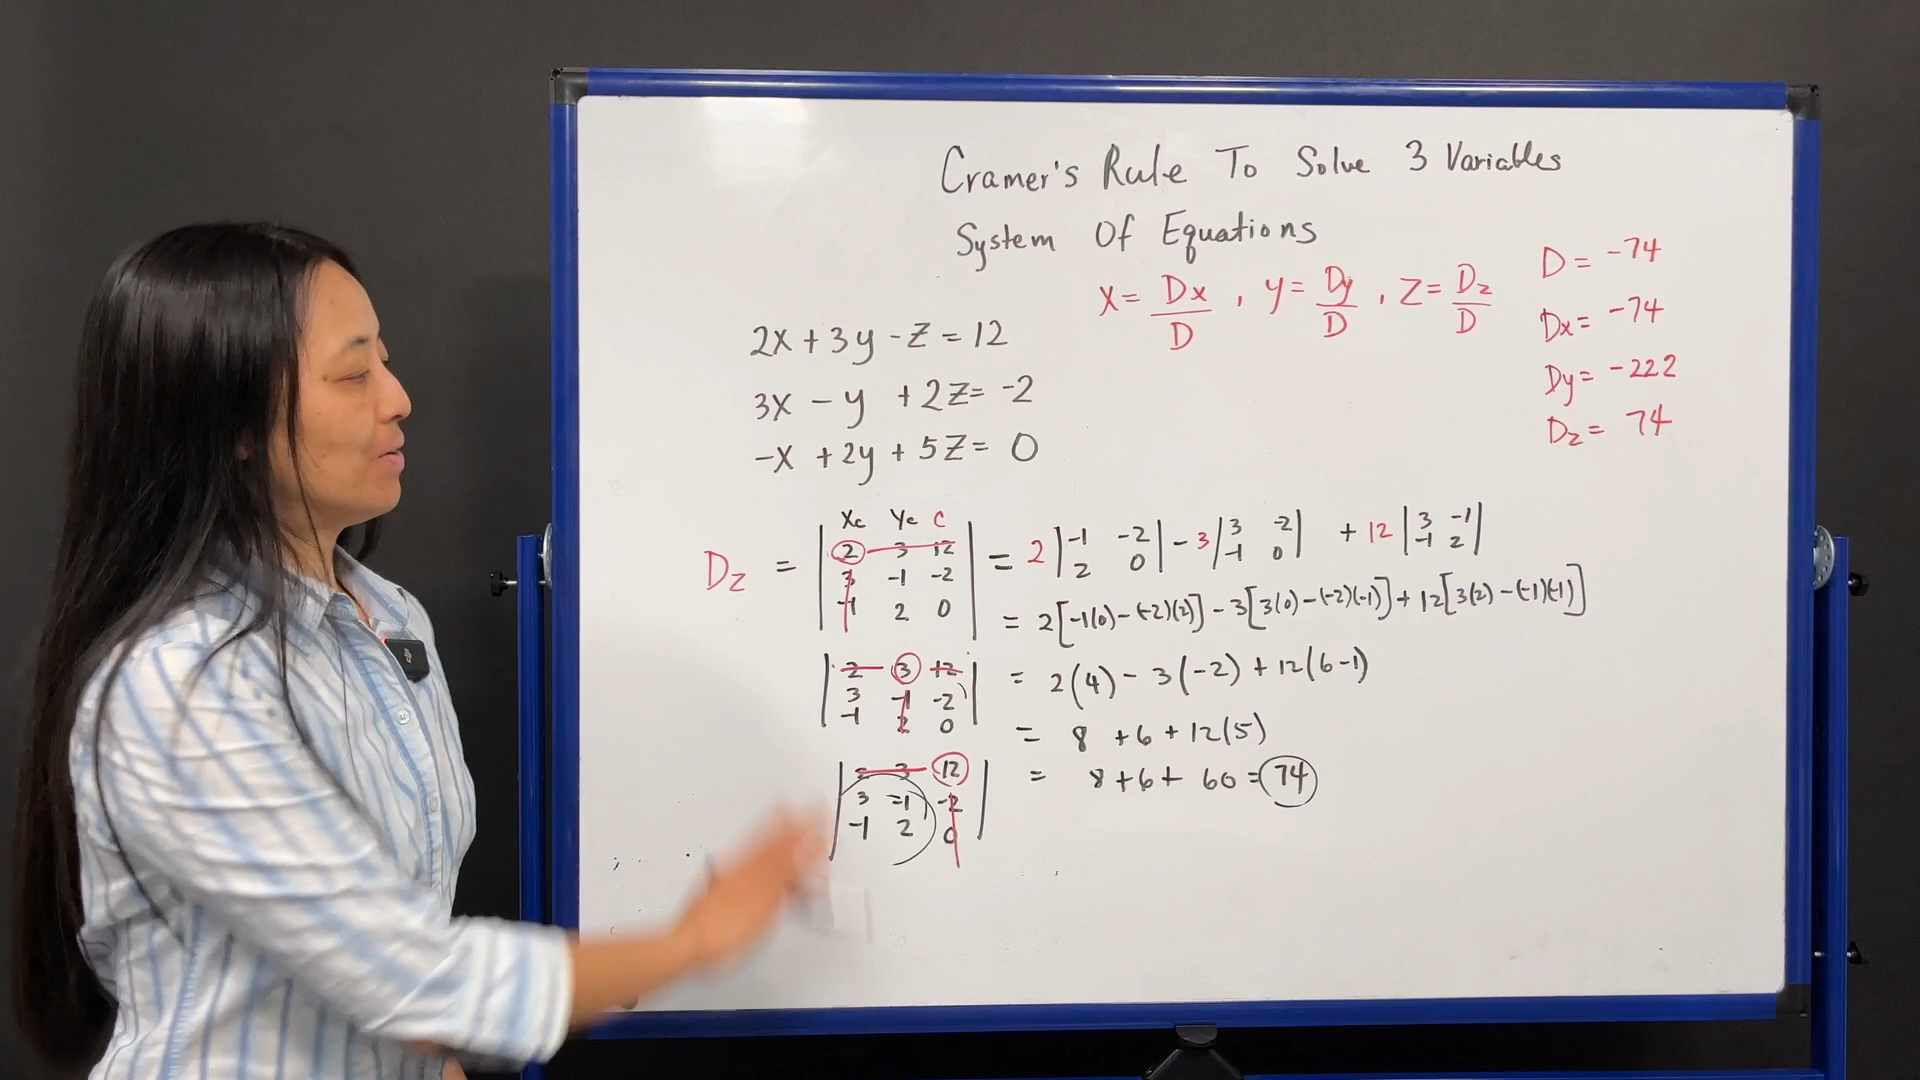 Cramer's Rule To Solve 3 Variables
System Of Equations
X = Dx/D , y = Dy/D , Z = Dz/D
D = -74
Dx = -74
Dy = -222
Dz = 74
2x + 3y - z = 12
3x - y + 2z = -2
-x + 2y + 5z = 0
Xc Yc C
Dz = | 2 3 12 | = 2 | -1 -2 | - 3 | 3 -2 | + 12 | 3 -1 |
| 3 -1 -2 | | 2 0 | | -1 0 | | -1 2 |
| -1 2 0 |
= 2[-1(0) - (-2)(2)] - 3[3(0) - (-2)(-1)] + 12[3(2) - (-1)(-1)]
| 2 3 12 | = 2(4) - 3(-2) + 12(6-1)
| 3 -1 -2 |
| -1 2 0 | = 8 + 6 + 12(5)
| 2 3 12 | = 8 + 6 + 60 = 74
| 3 -1 -2 |
| -1 2 0 |